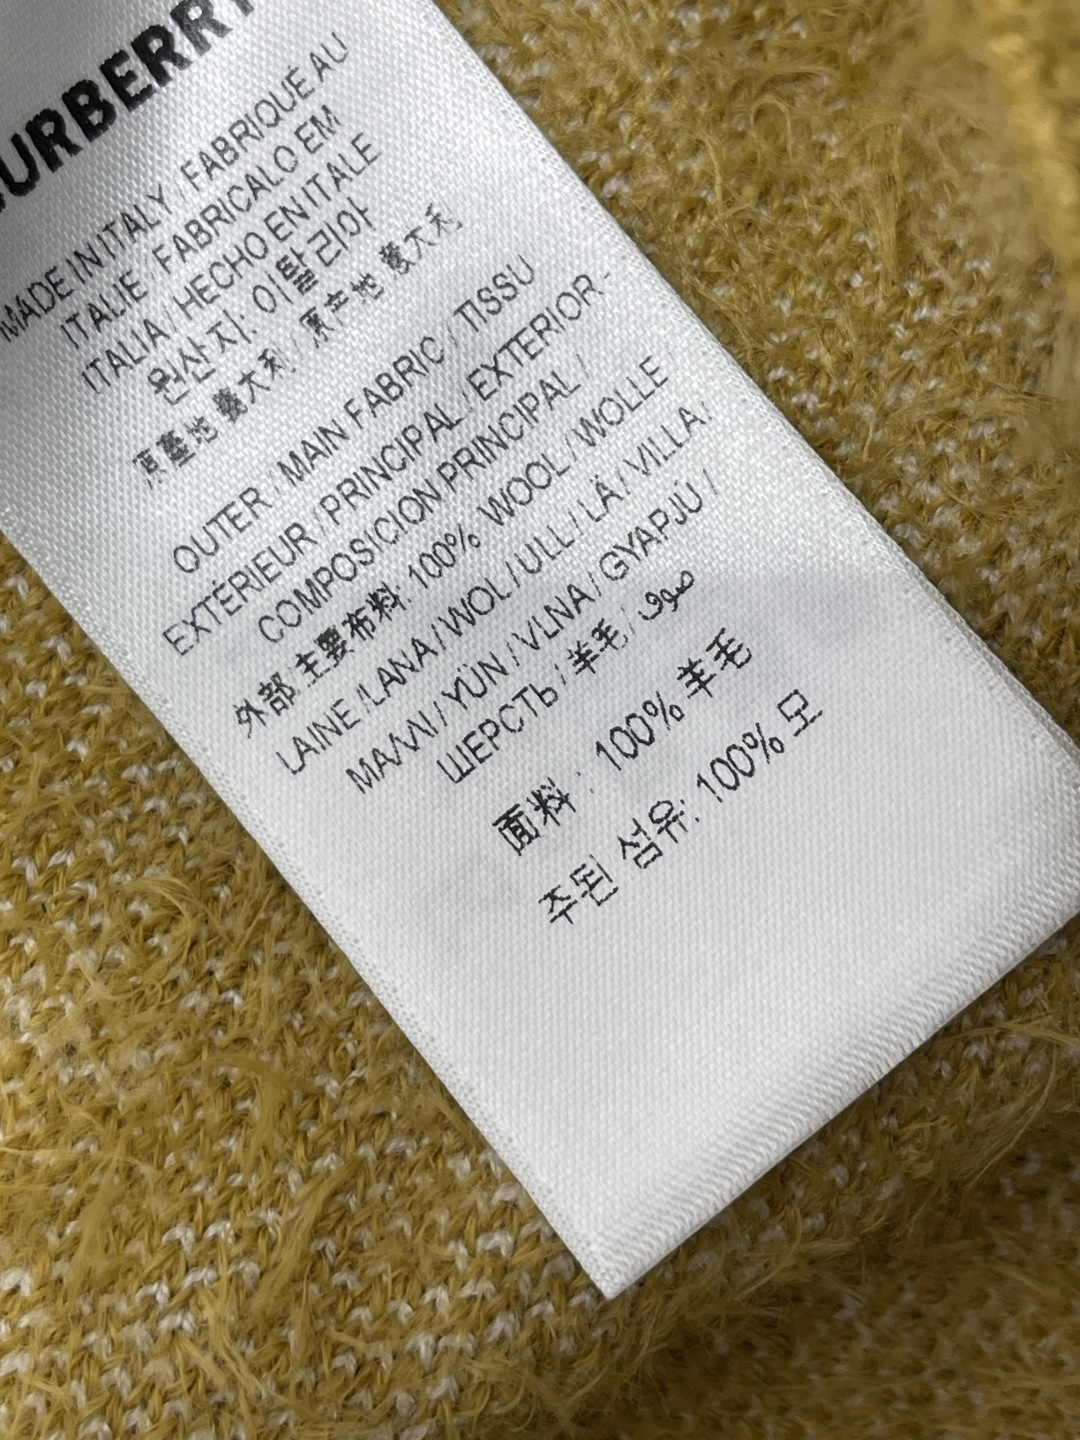 BURBERRY
MADE IN ITALY / FABRIQUÉ AU
ITALIE / FABRICALO EM
ITALIA / HECHO EN ITALE
원산지: 이탈리아
原產地 義大利 / 原产地 義大利
OUTER / MAIN FABRIC / TISSU
EXTÉRIEUR / PRINCIPAL / EXTERIOR -
COMPOSICION PRINCIPAL /
外部 主要布料: 100% WOOL / WOLLE /
LAINE / LANA / WOL / ULL / LÄ / VILLA /
YÜN / VLNA / GYAPJÚ /
ШЕРСТЬ / 羊毛 / صوف
面料 : 100% 羊毛
주된 섬유: 100% 모